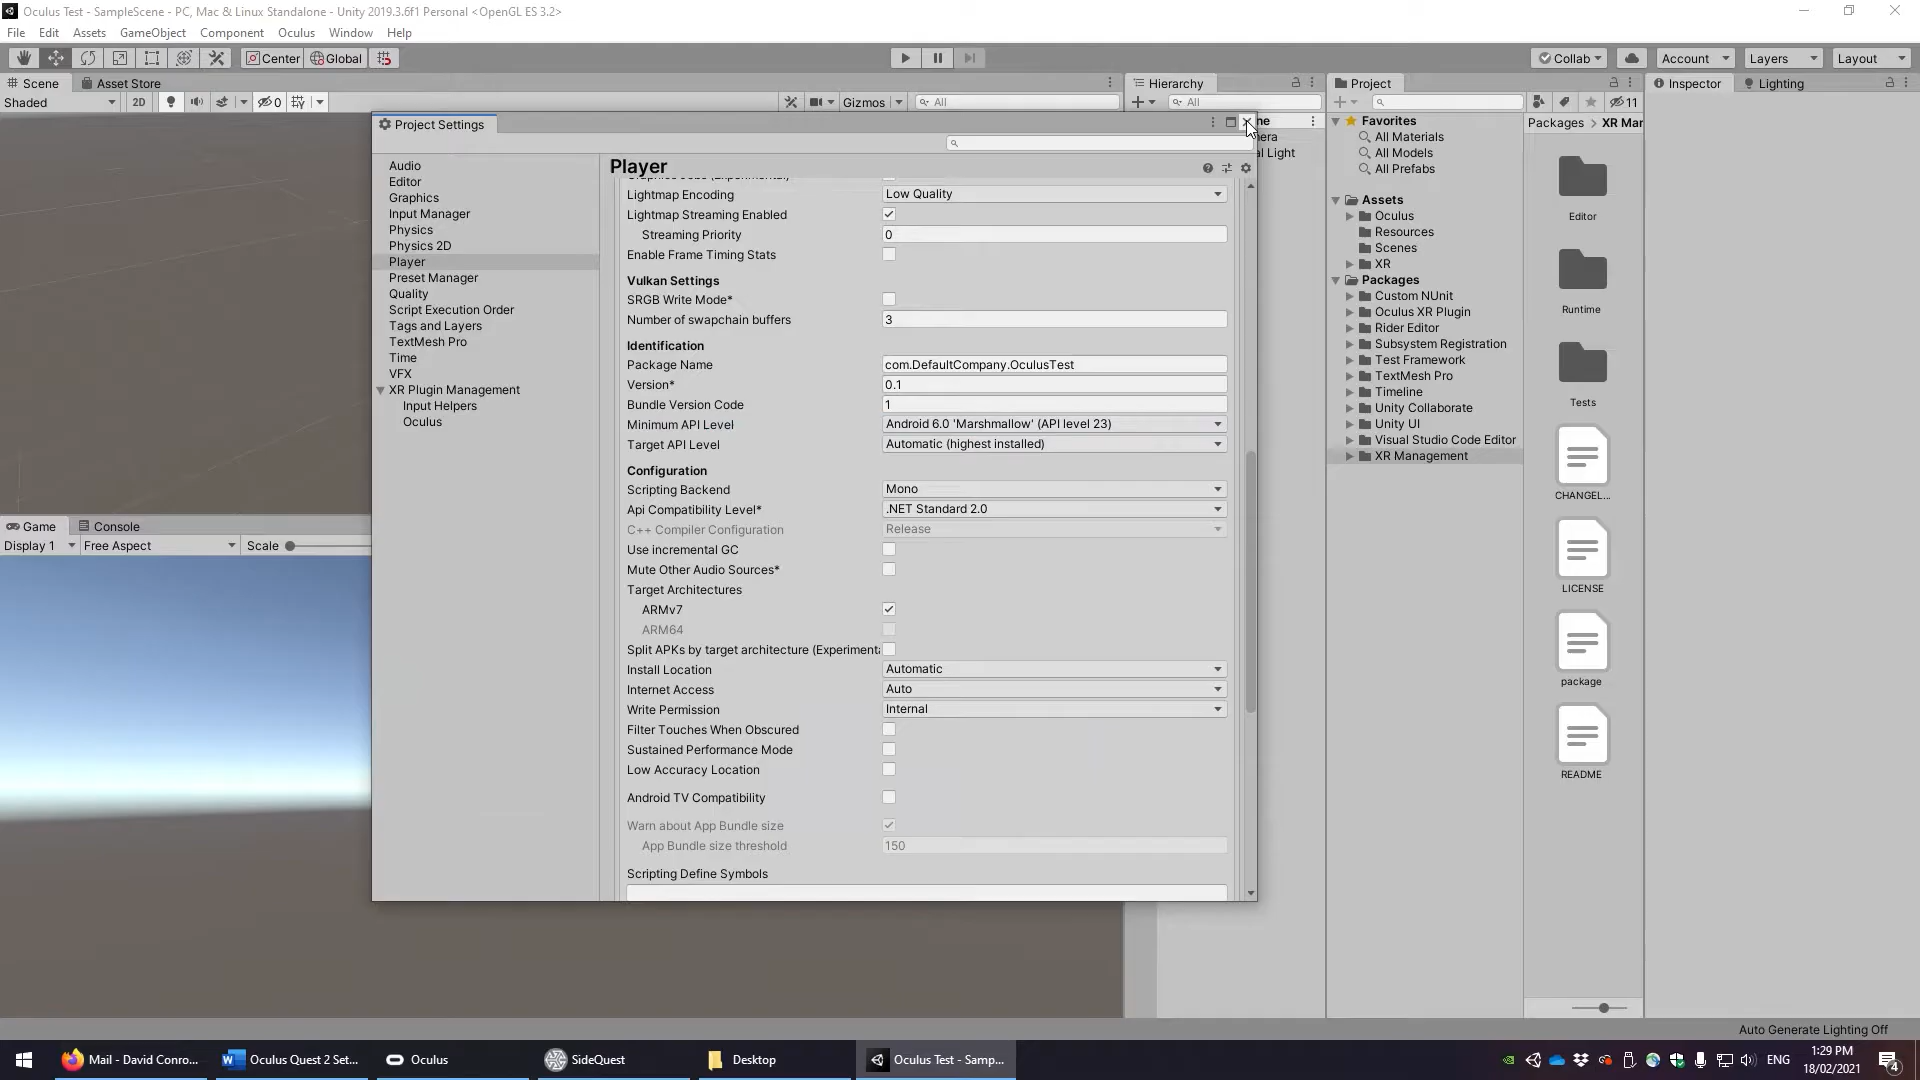 Oculus Test - SampleScene - PC, Mac & Linux Standalone - Unity 2019.3.6f1 Personal <OpenGL ES 3.2>
File Edit Assets GameObject Component Oculus Window Help
Center Global Collab Account Layers Layout
Scene Asset Store Hierarchy Project Inspector Lighting
Shaded 2D 0 Gizmos All All 11
Project Settings
Audio
Editor
Graphics
Input Manager
Physics
Physics 2D
Player
Preset Manager
Quality
Script Execution Order
Tags and Layers
TextMesh Pro
Time
VFX
XR Plugin Management
Input Helpers
Oculus
Player
Lightmap Encoding Low Quality
Lightmap Streaming Enabled
Streaming Priority 0
Enable Frame Timing Stats
Vulkan Settings
SRGB Write Mode*
Number of swapchain buffers 3
Identification
Package Name com.DefaultCompany.OculusTest
Version* 0.1
Bundle Version Code 1
Minimum API Level Android 6.0 'Marshmallow' (API level 23)
Target API Level Automatic (highest installed)
Configuration
Scripting Backend Mono
Api Compatibility Level* .NET Standard 2.0
C++ Compiler Configuration Release
Use incremental GC
Mute Other Audio Sources*
Target Architectures
ARMv7
ARM64
Split APKs by target architecture (Experimenta
Install Location Automatic
Internet Access Auto
Write Permission Internal
Filter Touches When Obscured
Sustained Performance Mode
Low Accuracy Location
Android TV Compatibility
Warn about App Bundle size
App Bundle size threshold 150
Scripting Define Symbols
ne
era
al Light
Favorites
All Materials
All Models
All Prefabs
Assets
Oculus
Resources
Scenes
XR
Packages
Custom NUnit
Oculus XR Plugin
Rider Editor
Subsystem Registration
Test Framework
TextMesh Pro
Timeline
Unity Collaborate
Unity UI
Visual Studio Code Editor
XR Management
Packages > XR Mar
Editor
Runtime
Tests
CHANGEL...
LICENSE
package
README
Game Console
Display 1 Free Aspect Scale
Auto Generate Lighting Off
Mail - David Conro... Oculus Quest 2 Set... Oculus SideQuest Desktop Oculus Test - Samp... ENG 1:29 PM
18/02/2021 4